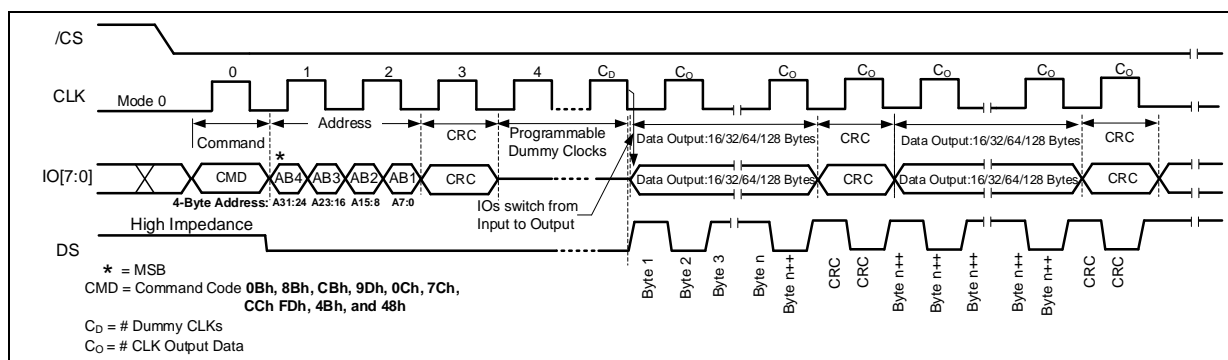 /CS
0 1 2 3 4 CD CO CO CO CO CO CO
CLK Mode 0
Command Address CRC Programmable Dummy Clocks Data Output:16/32/64/128 Bytes CRC Data Output:16/32/64/128 Bytes CRC
*
IO[7:0] CMD AB4 AB3 AB2 AB1 CRC Data Output:16/32/64/128 Bytes CRC Data Output:16/32/64/128 Bytes CRC
4-Byte Address: A31:24 A23:16 A15:8 A7:0
IOs switch from
Input to Output
High Impedance
DS
Byte 1 Byte 2 Byte 3 Byte n Byte n++ CRC CRC Byte n++ Byte n++ Byte n++ Byte n++ Byte n++ CRC CRC
* = MSB
CMD = Command Code 0Bh, 8Bh, CBh, 9Dh, 0Ch, 7Ch,
CCh FDh, 4Bh, and 48h
CD = # Dummy CLKs
CO = # CLK Output Data